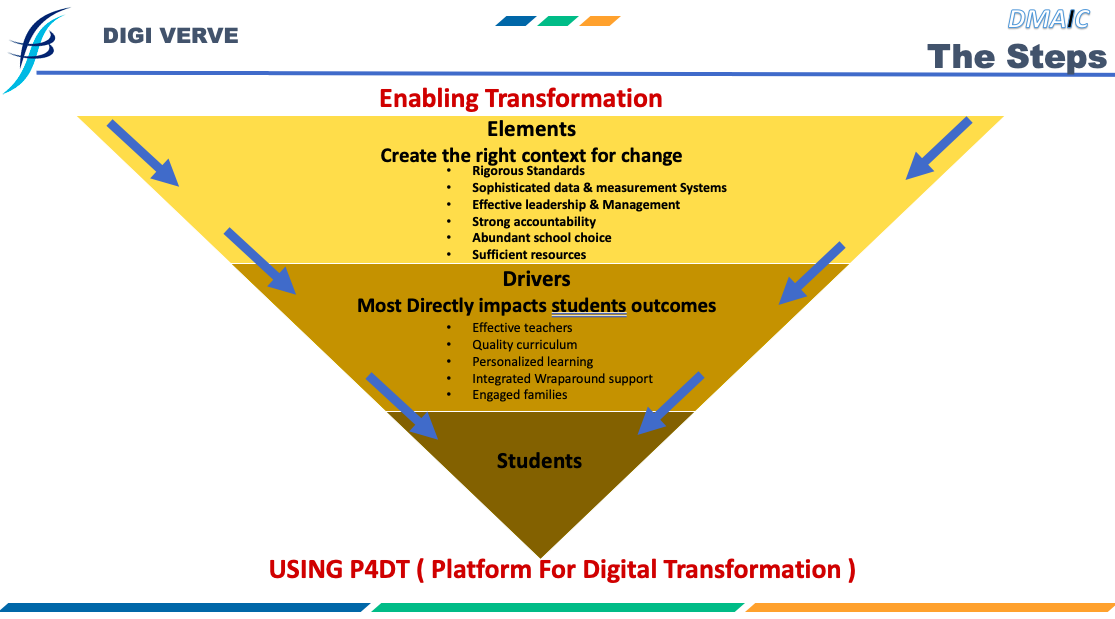 DIGI VERVE
DMAIC
The Steps
Enabling Transformation
Elements
Create the right context for change
• Rigorous Standards
• Sophisticated data & measurement Systems
• Effective leadership & Management
• Strong accountability
• Abundant school choice
• Sufficient resources
Drivers
Most Directly impacts students outcomes
• Effective teachers
• Quality curriculum
• Personalized learning
• Integrated Wraparound support
• Engaged families
Students
USING P4DT ( Platform For Digital Transformation )